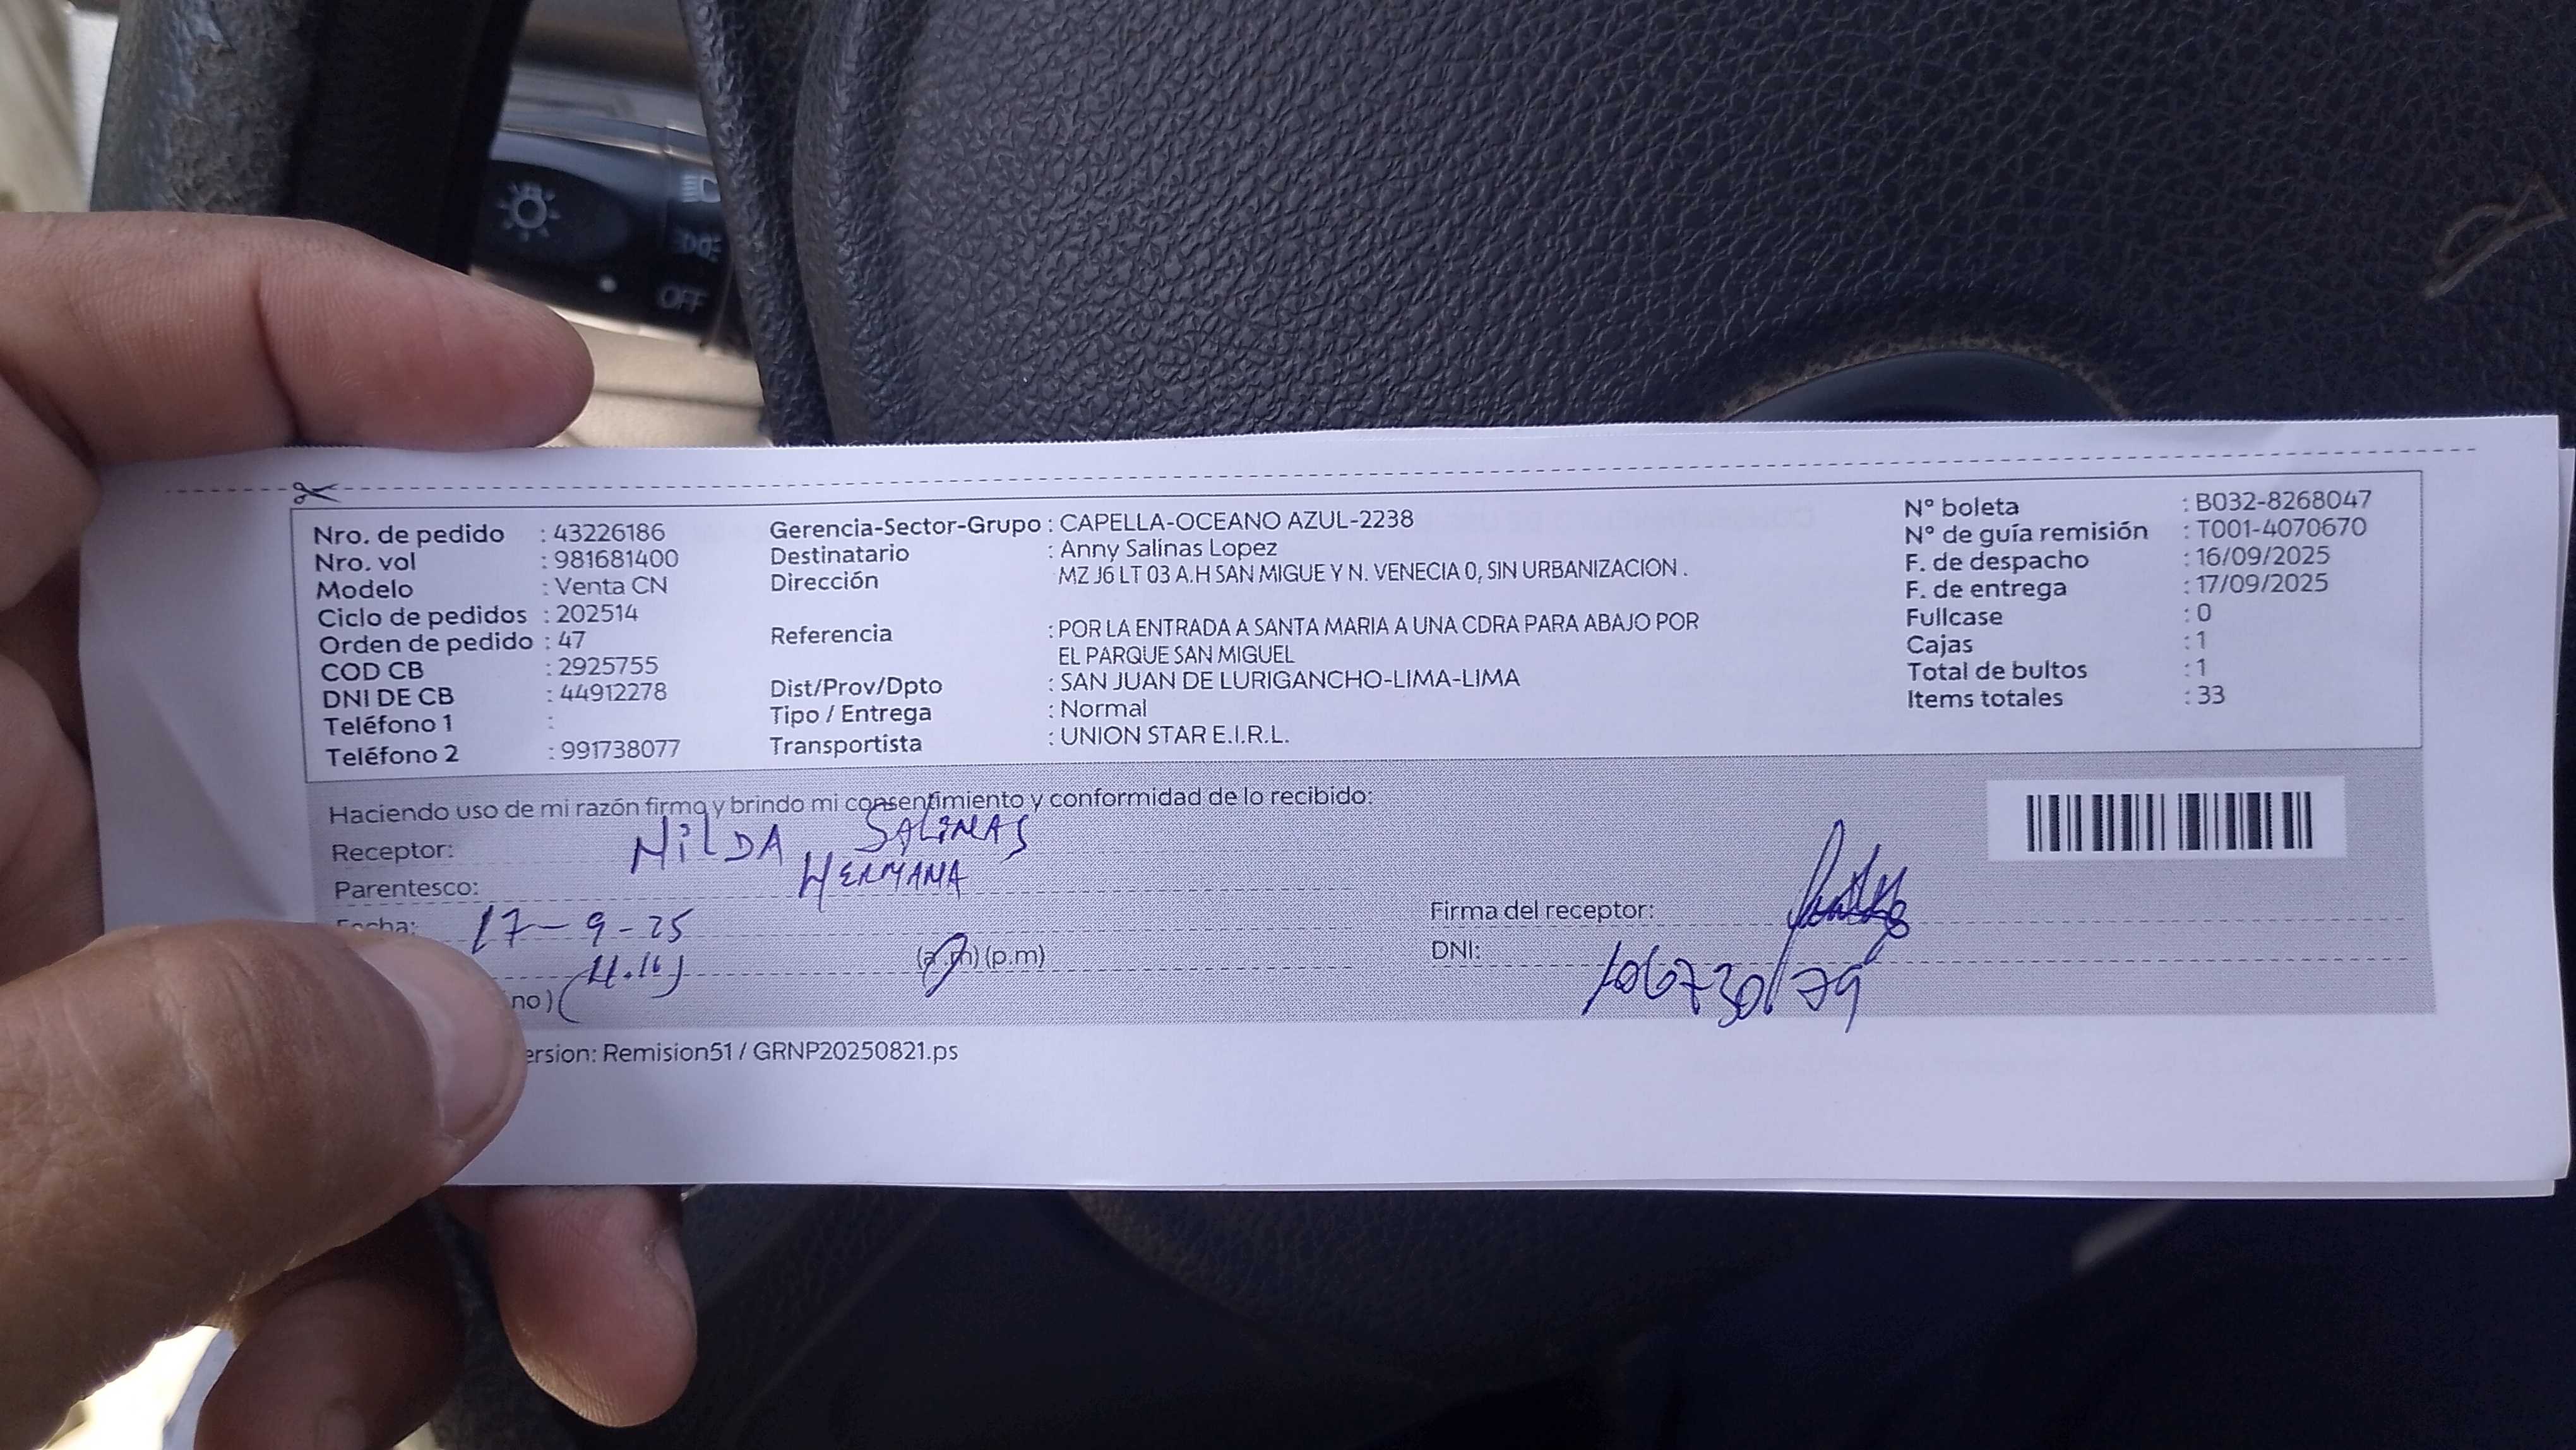 OFF
Nro. de pedido : 43226186
Nro. vol : 981681400
Modelo : Venta CN
Ciclo de pedidos : 202514
Orden de pedido : 47
COD CB : 2925755
DNI DE CB : 44912278
Teléfono 1 :
Teléfono 2 : 991738077
Gerencia-Sector-Grupo : CAPELLA-OCEANO AZUL-2238
Destinatario : Anny Salinas Lopez
Dirección MZ J6 LT 03 A.H SAN MIGUE Y N. VENECIA 0, SIN URBANIZACION .
Referencia : POR LA ENTRADA A SANTA MARIA A UNA CDRA PARA ABAJO POR
EL PARQUE SAN MIGUEL
Dist/Prov/Dpto : SAN JUAN DE LURIGANCHO-LIMA-LIMA
Tipo / Entrega : Normal
Transportista : UNION STAR E.I.R.L.
N° boleta : B032-8268047
N° de guía remisión : T001-4070670
F. de despacho : 16/09/2025
F. de entrega : 17/09/2025
Fullcase : 0
Cajas : 1
Total de bultos : 1
Items totales : 33
Haciendo uso de mi razón firmo y brindo mi consentimiento y conformidad de lo recibido:
Receptor: NILDA SALINAS
Parentesco: HERMANA
Fecha: 17-9-25
(a.m) (p.m)
no)
Firma del receptor:
DNI:
ersion: Remision51 / GRNP20250821.ps